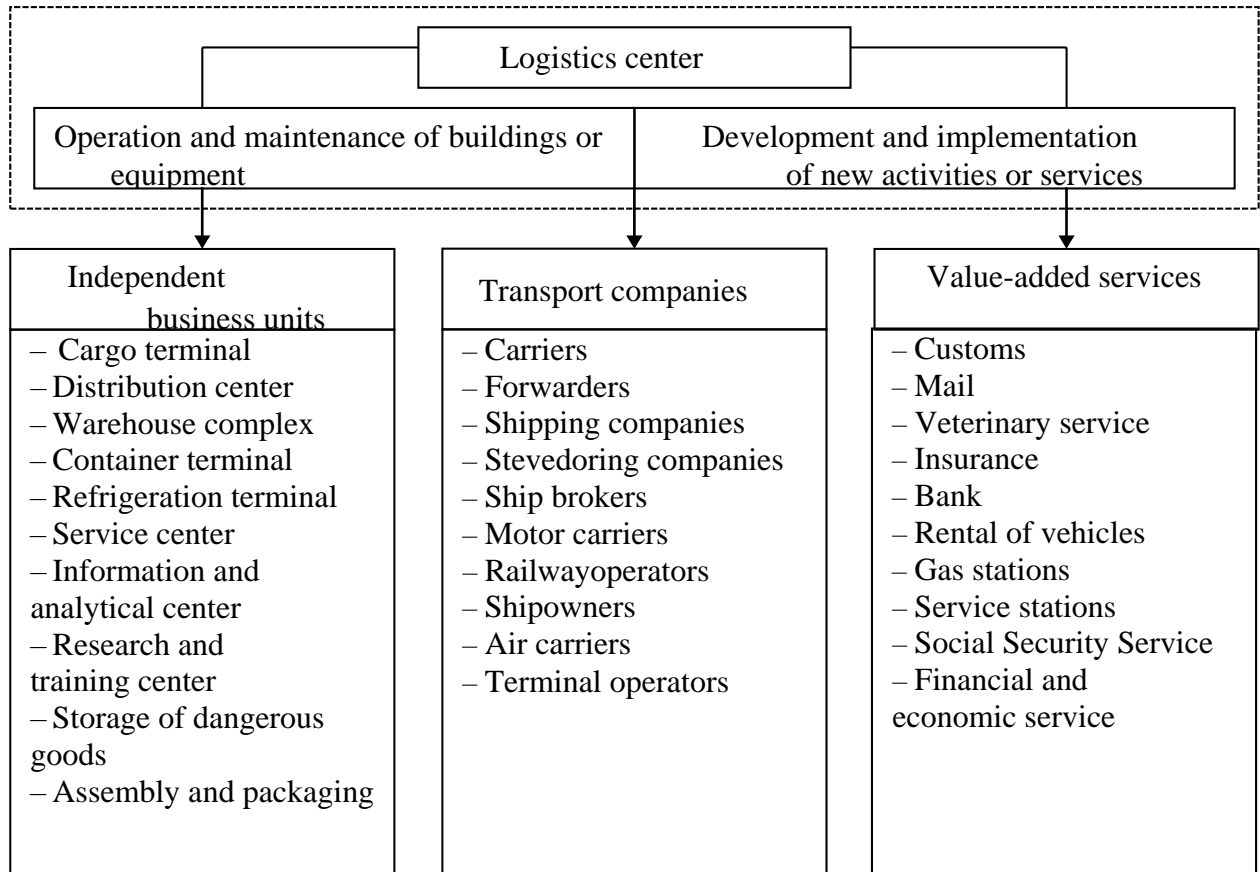 Logistics center
Operation and maintenance of buildings or
equipment
Development and implementation
of new activities or services
Independent
business units
– Cargo terminal
– Distribution center
– Warehouse complex
– Container terminal
– Refrigeration terminal
– Service center
– Information and
analytical center
– Research and
training center
– Storage of dangerous
goods
– Assembly and packaging
Transport companies
– Carriers
– Forwarders
– Shipping companies
– Stevedoring companies
– Ship brokers
– Motor carriers
– Railwayoperators
– Shipowners
– Air carriers
– Terminal operators
Value-added services
– Customs
– Mail
– Veterinary service
– Insurance
– Bank
– Rental of vehicles
– Gas stations
– Service stations
– Social Security Service
– Financial and
economic service